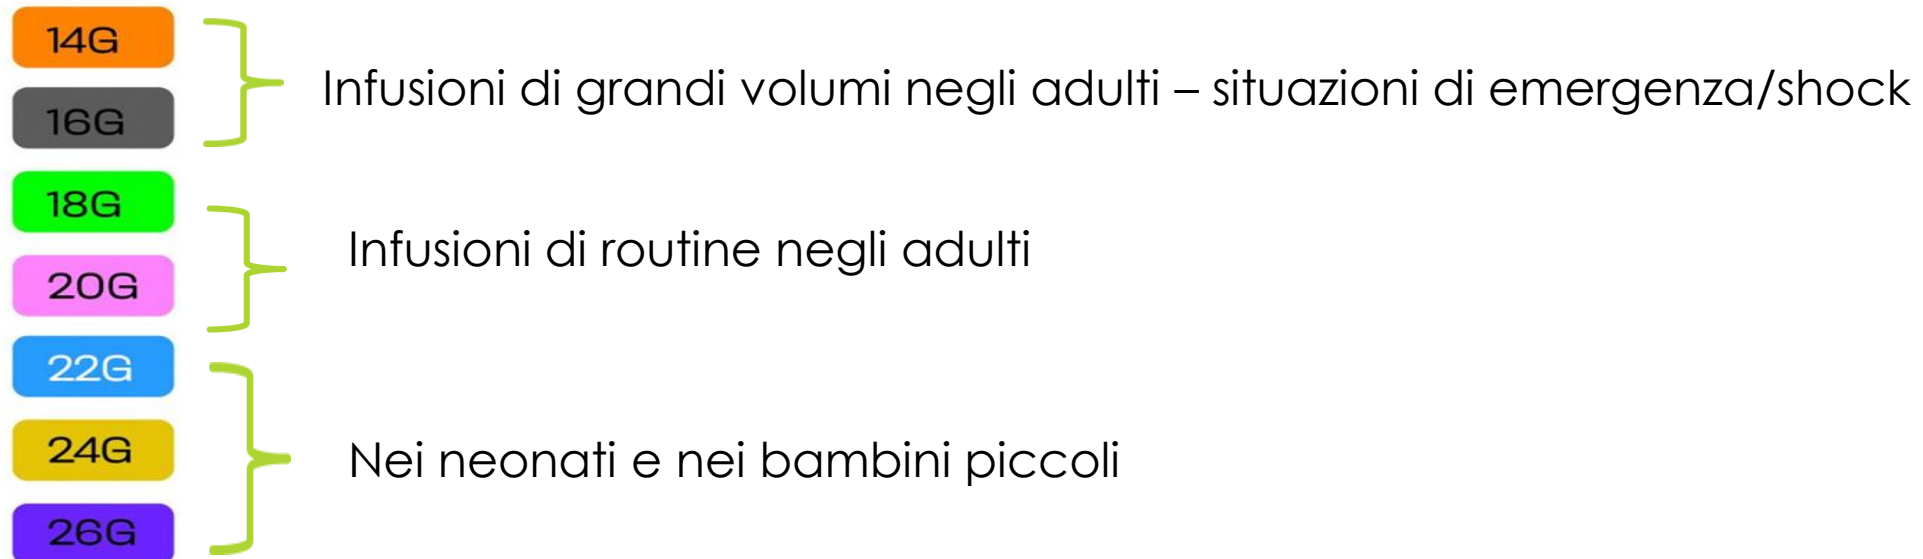 14G
16G
Infusioni di grandi volumi negli adulti – situazioni di emergenza/shock
18G
20G
Infusioni di routine negli adulti
22G
24G
26G
Nei neonati e nei bambini piccoli